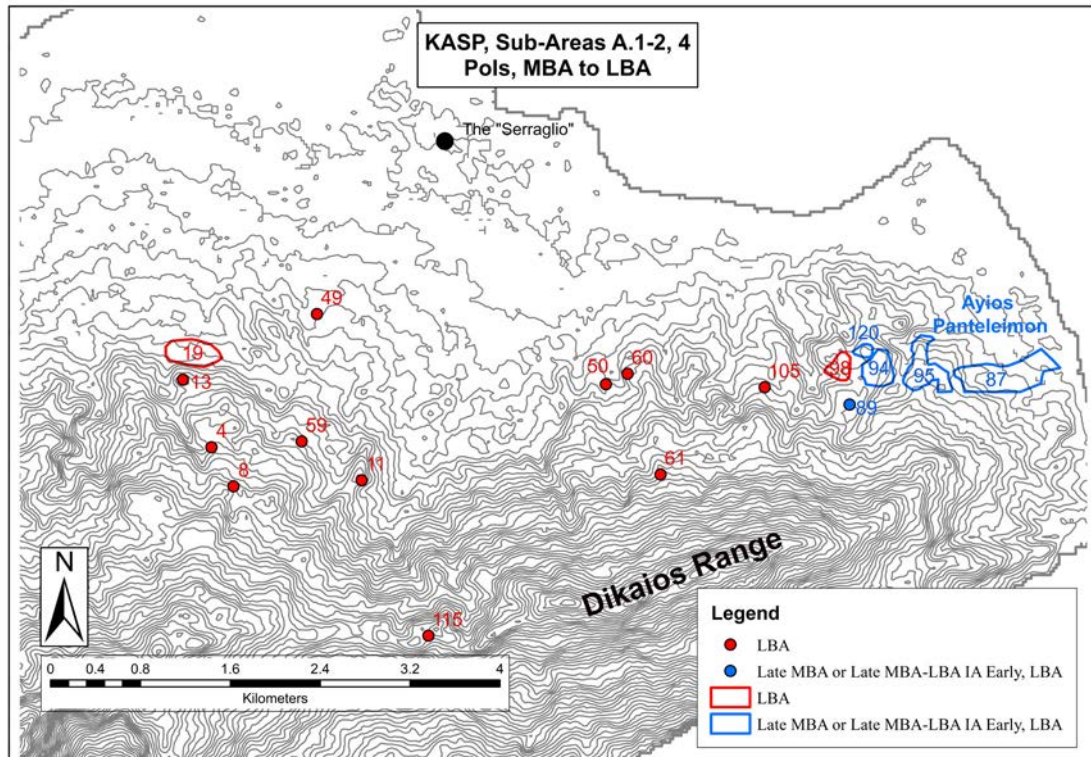 KASP, Sub-Areas A.1-2, 4
Pols, MBA to LBA
The "Serraglio"
49
Ayios
Panteleimon
120
19
13
50
60
105
98
94
95
87
89
4
59
8
11
61
Dikaios Range
115
N
0 0.4 0.8 1.6 2.4 3.2 4
Kilometers
Legend
LBA
Late MBA or Late MBA-LBA IA Early, LBA
LBA
Late MBA or Late MBA-LBA IA Early, LBA